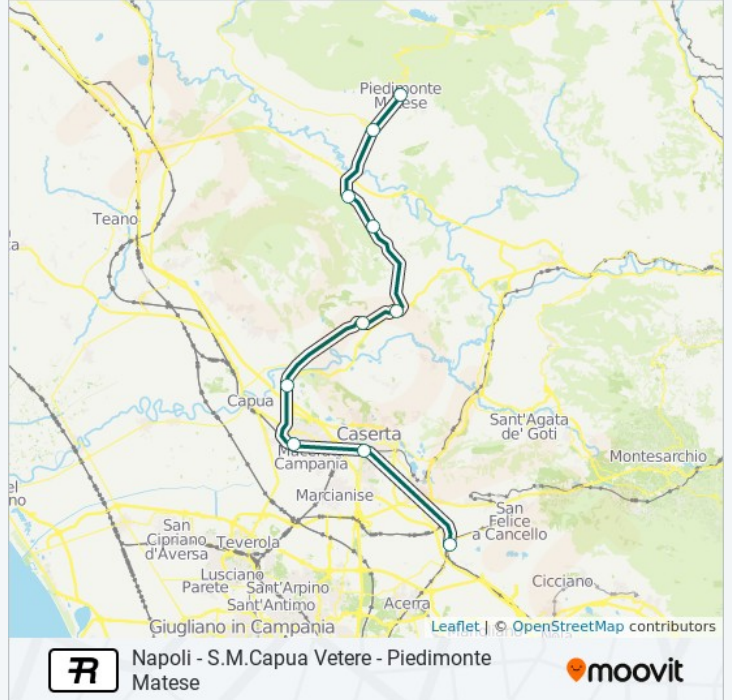 Piedimonte
Matese
Teano
Capua
Caserta
Sant'Agata
de' Goti
Montesarchio
Campania
Marcianise
San
Felice
a Cancello
San
Cipriano
d'Aversa
Teverola
Lusciano
Parete
Sant'Arpino
Sant'Antimo
Cicciano
Acerra
Giugliano in Campania
Leaflet | © OpenStreetMap contributors
R
Napoli - S.M.Capua Vetere - Piedimonte
Matese
moovit